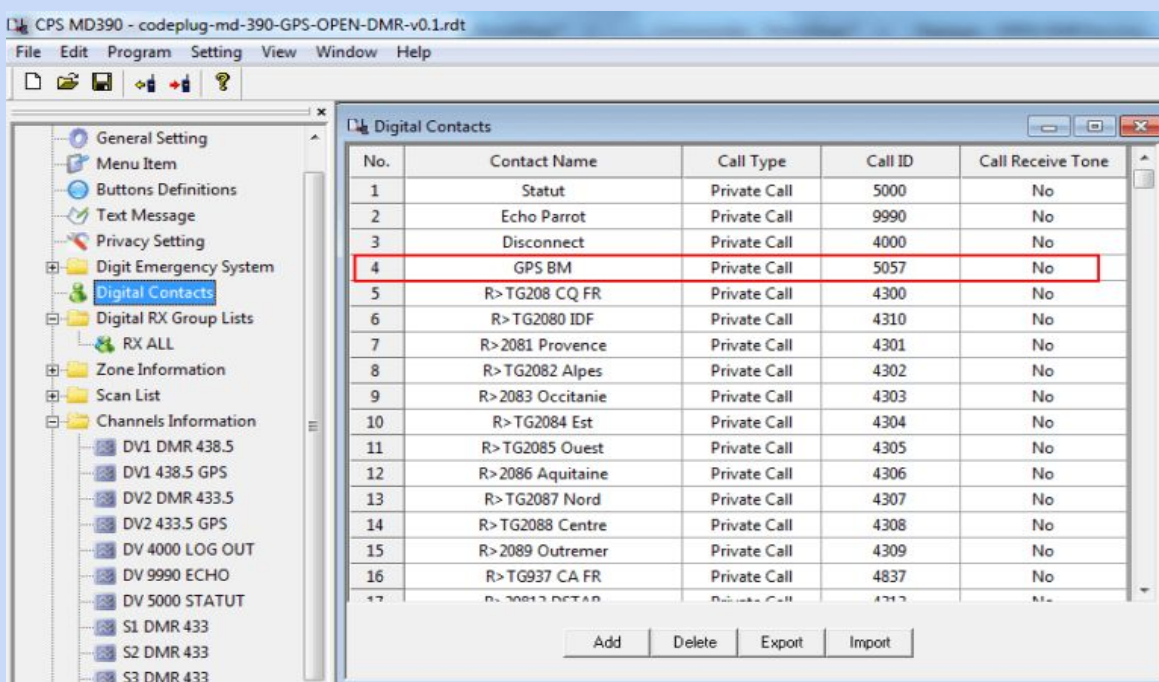 CPS MD390 - codeplug-md-390-GPS-OPEN-DMR-v0.1.rdt
File Edit Program Setting View Window Help
General Setting
Menu Item
Buttons Definitions
Text Message
Privacy Setting
Digit Emergency System
Digital Contacts
Digital RX Group Lists
RX ALL
Zone Information
Scan List
Channels Information
DV1 DMR 438.5
DV1 438.5 GPS
DV2 DMR 433.5
DV2 433.5 GPS
DV 4000 LOG OUT
DV 9990 ECHO
DV 5000 STATUT
S1 DMR 433
S2 DMR 433
S3 DMR 433
Digital Contacts
No. Contact Name Call Type Call ID Call Receive Tone
1 Statut Private Call 5000 No
2 Echo Parrot Private Call 9990 No
3 Disconnect Private Call 4000 No
4 GPS BM Private Call 5057 No
5 R>TG208 CQ FR Private Call 4300 No
6 R>TG2080 IDF Private Call 4310 No
7 R>2081 Provence Private Call 4301 No
8 R>TG2082 Alpes Private Call 4302 No
9 R>2083 Occitanie Private Call 4303 No
10 R>TG2084 Est Private Call 4304 No
11 R>TG2085 Ouest Private Call 4305 No
12 R>2086 Aquitaine Private Call 4306 No
13 R>TG2087 Nord Private Call 4307 No
14 R>TG2088 Centre Private Call 4308 No
15 R>2089 Outremer Private Call 4309 No
16 R>TG937 CA FR Private Call 4837 No
17 Private Call No
Add Delete Export Import